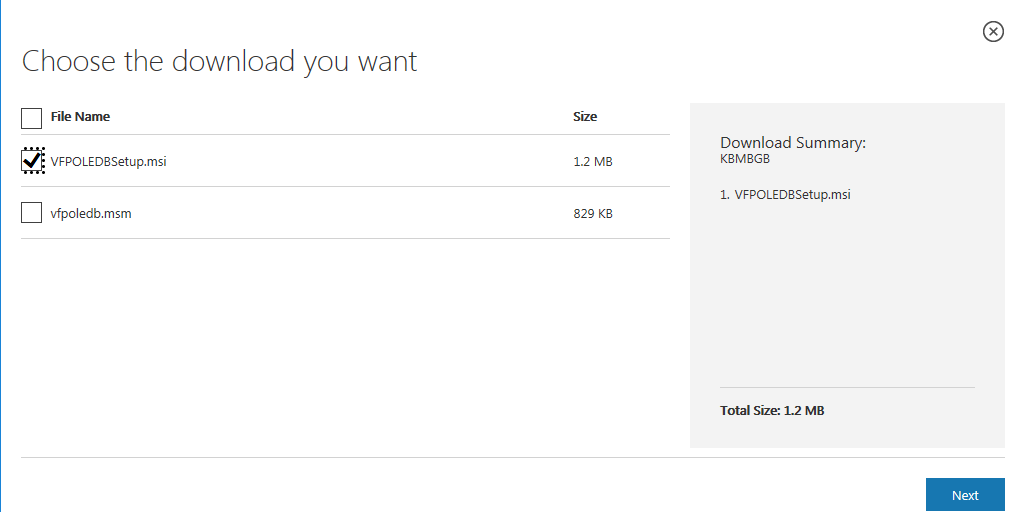 Choose the download you want
File Name Size
VFPOLEDBSetup.msi 1.2 MB
vfpoledb.msm 829 KB
Download Summary:
KBMBGB
1. VFPOLEDBSetup.msi
Total Size: 1.2 MB
Next